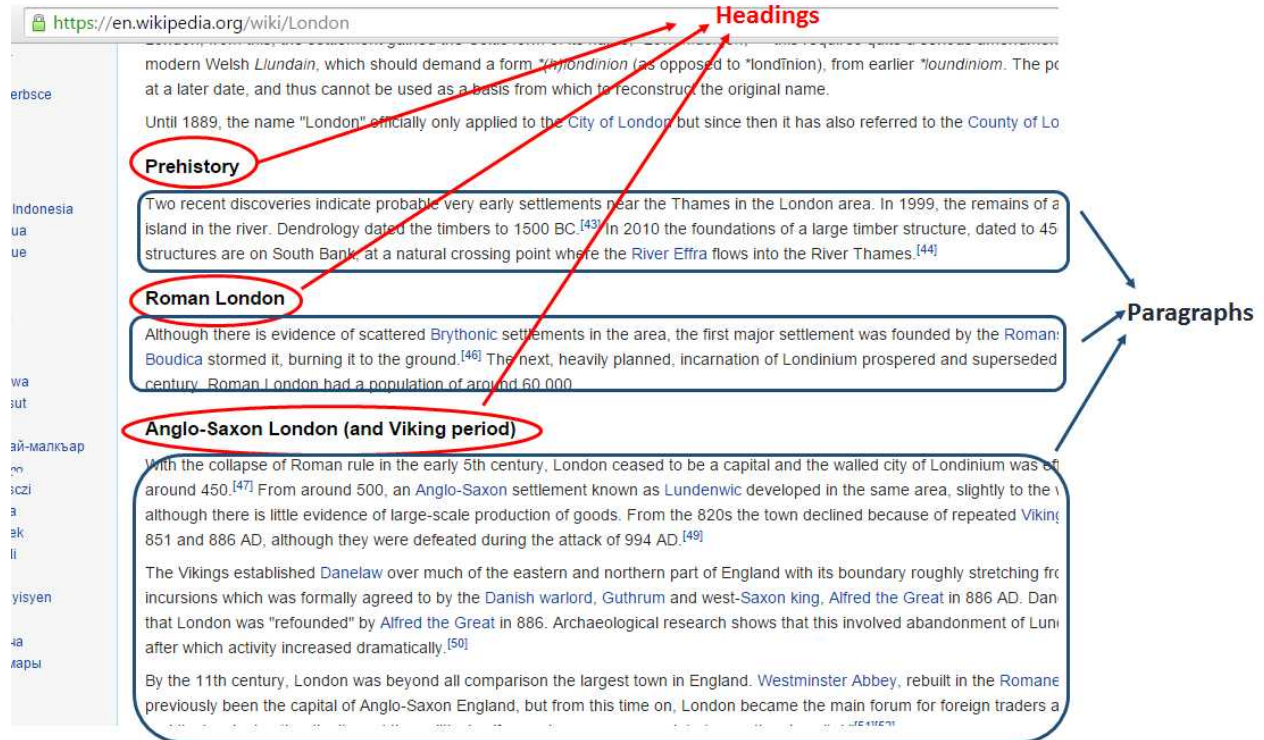 https://en.wikipedia.org/wiki/London
Headings
modern Welsh Llundain, which should demand a form *(h)londinion (as opposed to *londīnion), from earlier *loundiniom. The
at a later date, and thus cannot be used as a basis from which to reconstruct the original name.
Until 1889, the name "London" officially only applied to the City of London but since then it has also referred to the County of Lo
Prehistory
Two recent discoveries indicate probable very early settlements near the Thames in the London area. In 1999, the remains of a
island in the river. Dendrology dated the timbers to 1500 BC.[43] In 2010 the foundations of a large timber structure, dated to 45
structures are on South Bank, at a natural crossing point where the River Effra flows into the River Thames.[44]
Roman London
Although there is evidence of scattered Brythonic settlements in the area, the first major settlement was founded by the Romans
Boudica stormed it, burning it to the ground.[46] The next, heavily planned, incarnation of Londinium prospered and superseded
century. Roman London had a population of around 60 000
Anglo-Saxon London (and Viking period)
With the collapse of Roman rule in the early 5th century, London ceased to be a capital and the walled city of Londinium was
around 450.[47] From around 500, an Anglo-Saxon settlement known as Lundenwic developed in the same area, slightly to the
although there is little evidence of large-scale production of goods. From the 820s the town declined because of repeated Viking
851 and 886 AD, although they were defeated during the attack of 994 AD.[49]
The Vikings established Danelaw over much of the eastern and northern part of England with its boundary roughly stretching
incursions which was formally agreed to by the Danish warlord, Guthrum and west-Saxon king, Alfred the Great in 886 AD. Dan
that London was "refounded" by Alfred the Great in 886. Archaeological research shows that this involved abandonment of
after which activity increased dramatically.[50]
By the 11th century, London was beyond all comparison the largest town in England. Westminster Abbey, rebuilt in the Romane
previously been the capital of Anglo-Saxon England, but from this time on, London became the main forum for foreign traders a
Paragraphs
erbsce
Indonesia
ua
ue
wa
sut
ай-малкъар
sczi
a
ek
li
yisyen